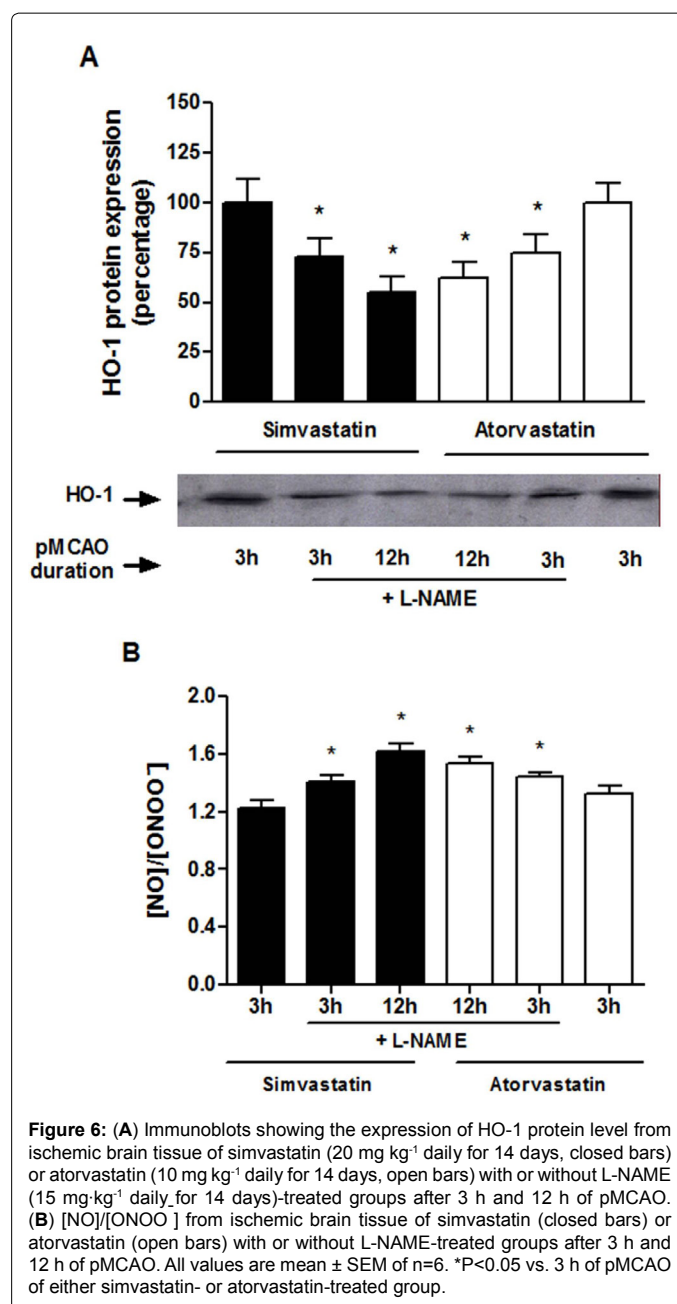 A
HO-1 protein expression
(percentage)
150
125
100
75
50
25
0
* * * *
Simvastatin Atorvastatin
HO-1
pMCAO
duration
3h 3h 12h 12h 3h 3h
+ L-NAME
B
[NO]/[ONOO⁻]
2.0
1.6
1.2
0.8
0.4
0.0
* * * *
3h 3h 12h 12h 3h 3h
+ L-NAME
Simvastatin Atorvastatin
Figure 6: (A) Immunoblots showing the expression of HO-1 protein level from
ischemic brain tissue of simvastatin (20 mg kg⁻¹ daily for 14 days, closed bars)
or atorvastatin (10 mg kg⁻¹ daily for 14 days, open bars) with or without L-NAME
(15 mg·kg⁻¹ daily for 14 days)-treated groups after 3 h and 12 h of pMCAO.
(B) [NO]/[ONOO⁻] from ischemic brain tissue of simvastatin (closed bars) or
atorvastatin (open bars) with or without L-NAME-treated groups after 3 h and
12 h of pMCAO. All values are mean ± SEM of n=6. *P<0.05 vs. 3 h of pMCAO
of either simvastatin- or atorvastatin-treated group.